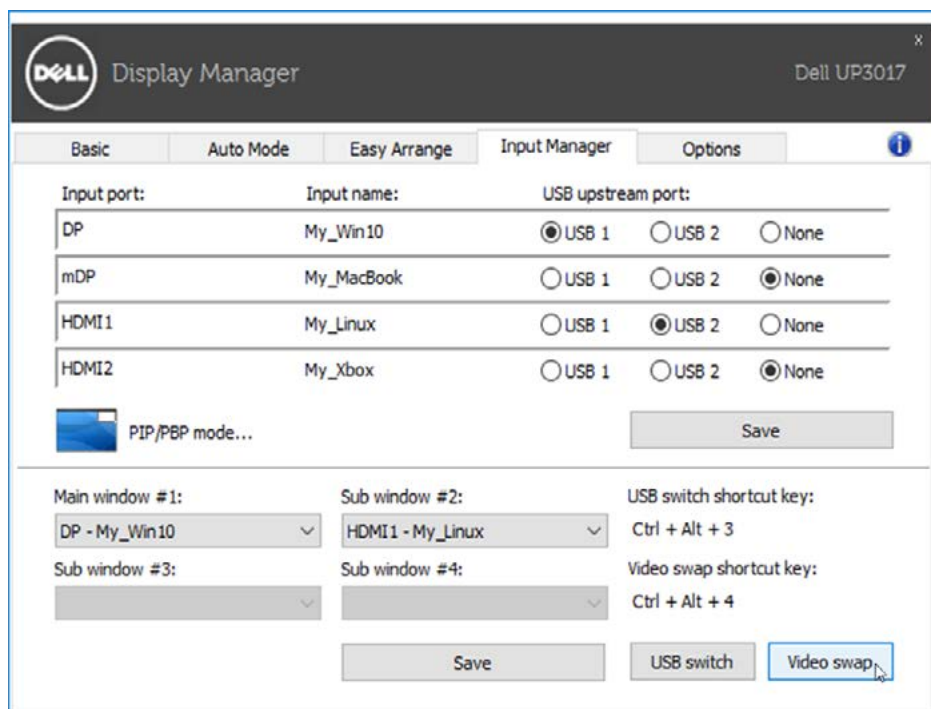 x
DELL Display Manager Dell UP3017
Basic Auto Mode Easy Arrange Input Manager Options i
Input port: Input name: USB upstream port:
DP My_Win10 USB 1 USB 2 None
mDP My_MacBook USB 1 USB 2 None
HDMI1 My_Linux USB 1 USB 2 None
HDMI2 My_Xbox USB 1 USB 2 None
PIP/PBP mode... Save
Main window #1: Sub window #2: USB switch shortcut key:
DP - My_Win10 HDMI1 - My_Linux Ctrl + Alt + 3
Sub window #3: Sub window #4: Video swap shortcut key:
Ctrl + Alt + 4
Save USB switch Video swap